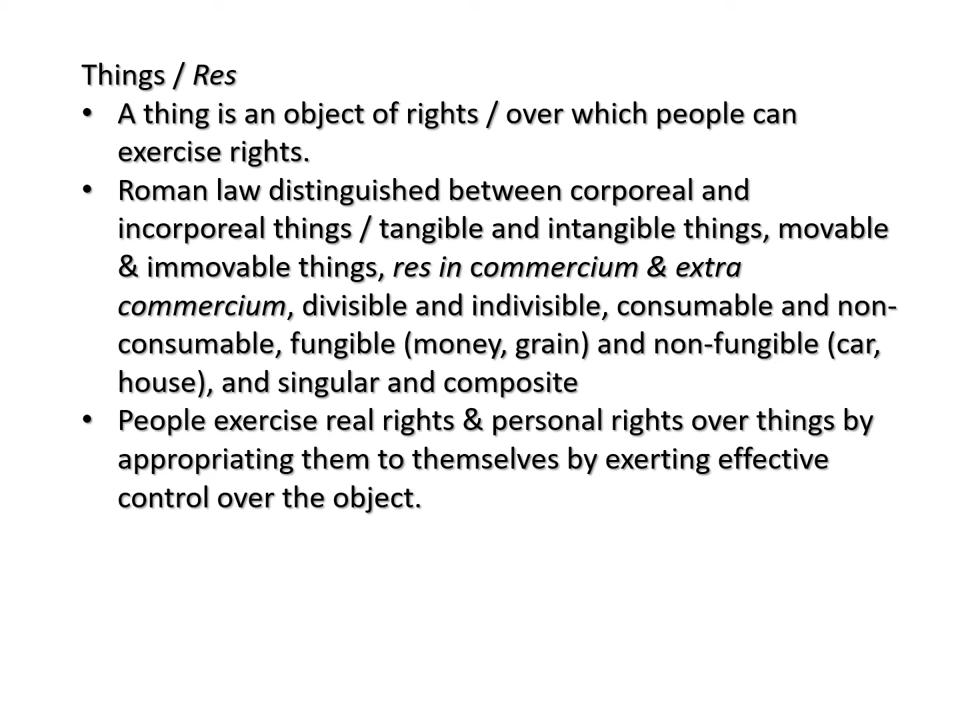 Things / Res
• A thing is an object of rights / over which people can
exercise rights.
• Roman law distinguished between corporeal and
incorporeal things / tangible and intangible things, movable
& immovable things, res in commercium & extra
commercium, divisible and indivisible, consumable and non-
consumable, fungible (money, grain) and non-fungible (car,
house), and singular and composite
• People exercise real rights & personal rights over things by
appropriating them to themselves by exerting effective
control over the object.